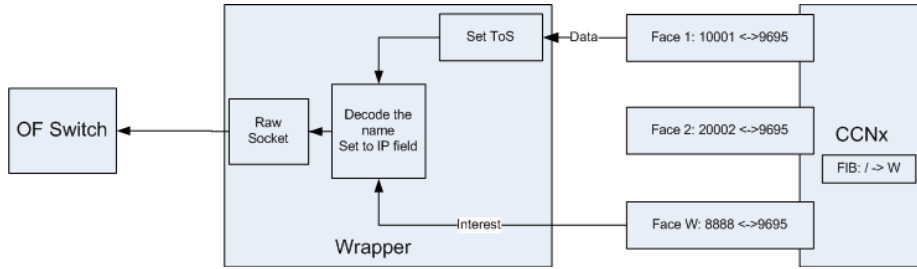 Set ToS
Data
Face 1: 10001 <->9695
OF Switch
Raw
Socket
Decode the
name
Set to IP field
Face 2: 20002 <->9695
CCNx
FIB: / -> W
Interest
Face W: 8888 <->9695
Wrapper